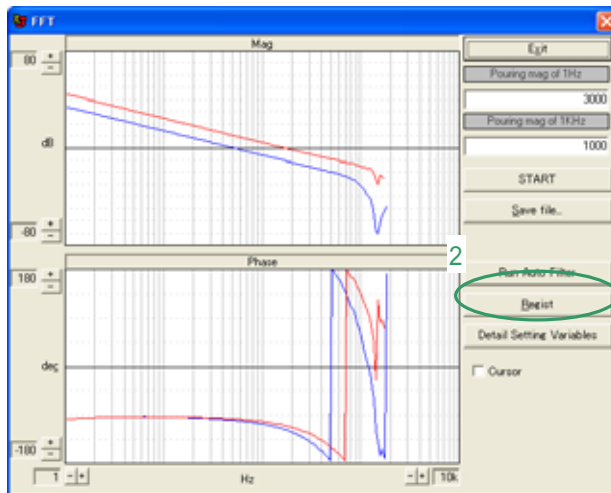 FFT
Mag
80
+
-
dB
-80
+
-
Phase
180
+
-
deg
-180
+
-
1
- +
Hz
- +
10k
Exit
Pouring mag of 1Hz
3000
Pouring mag of 1KHz
1000
START
Save file..
2
Run Auto Filter
Regist
Detail Setting Variables
Cursor